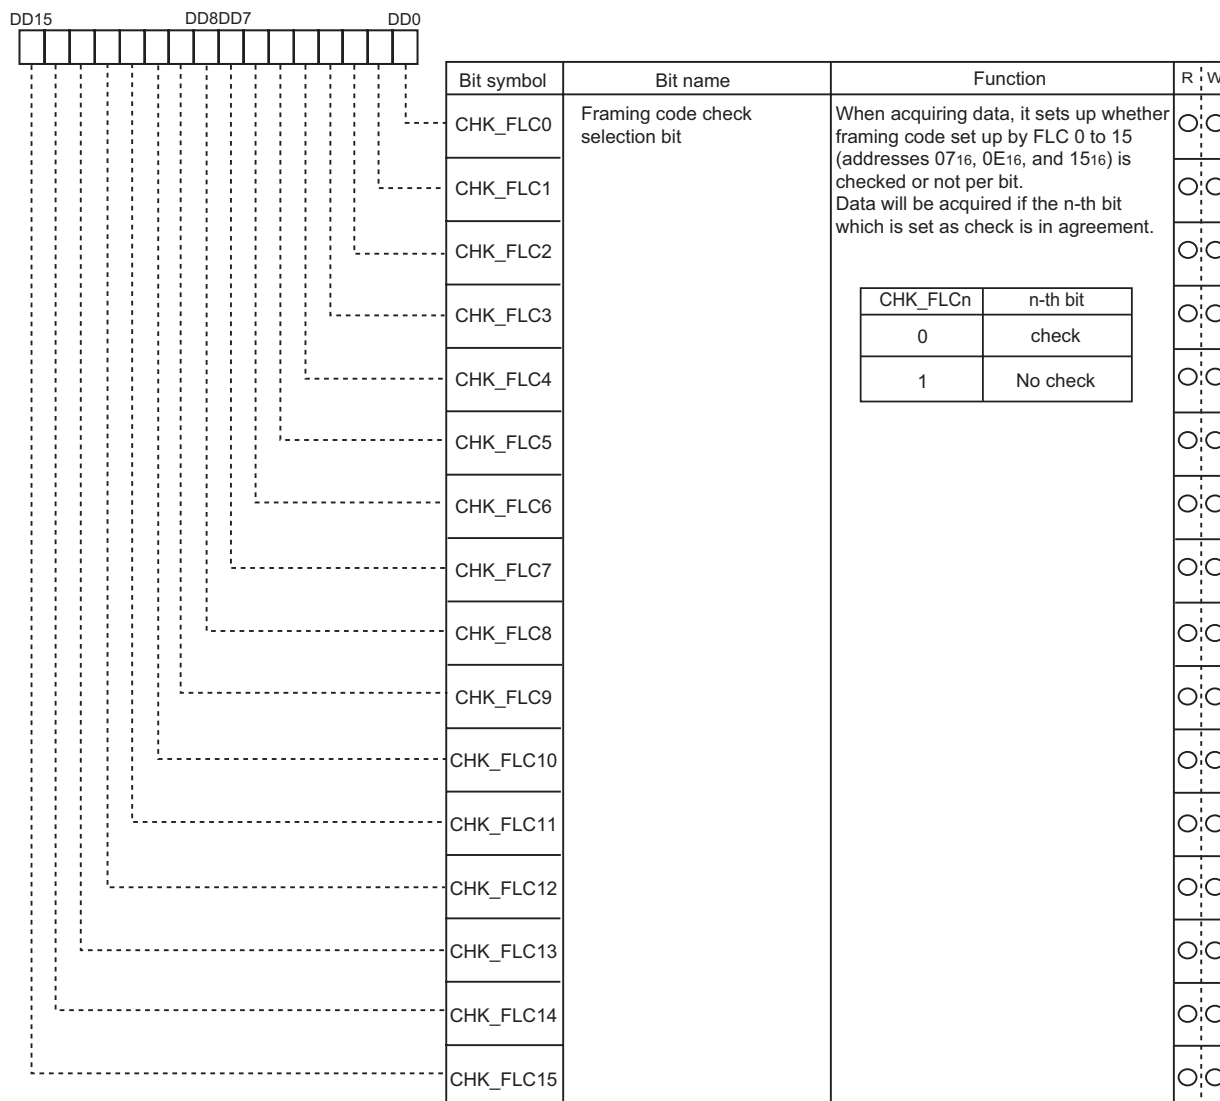 DD15 DD8DD7 DD0
Bit symbol Bit name Function R W
CHK_FLC0 Framing code check When acquiring data, it sets up whether
selection bit framing code set up by FLC 0 to 15
(addresses 0716, 0E16, and 1516) is
CHK_FLC1 checked or not per bit.
Data will be acquired if the n-th bit
which is set as check is in agreement.
CHK_FLC2
CHK_FLCn n-th bit
CHK_FLC3
0 check
CHK_FLC4 1 No check
CHK_FLC5
CHK_FLC6
CHK_FLC7
CHK_FLC8
CHK_FLC9
CHK_FLC10
CHK_FLC11
CHK_FLC12
CHK_FLC13
CHK_FLC14
CHK_FLC15